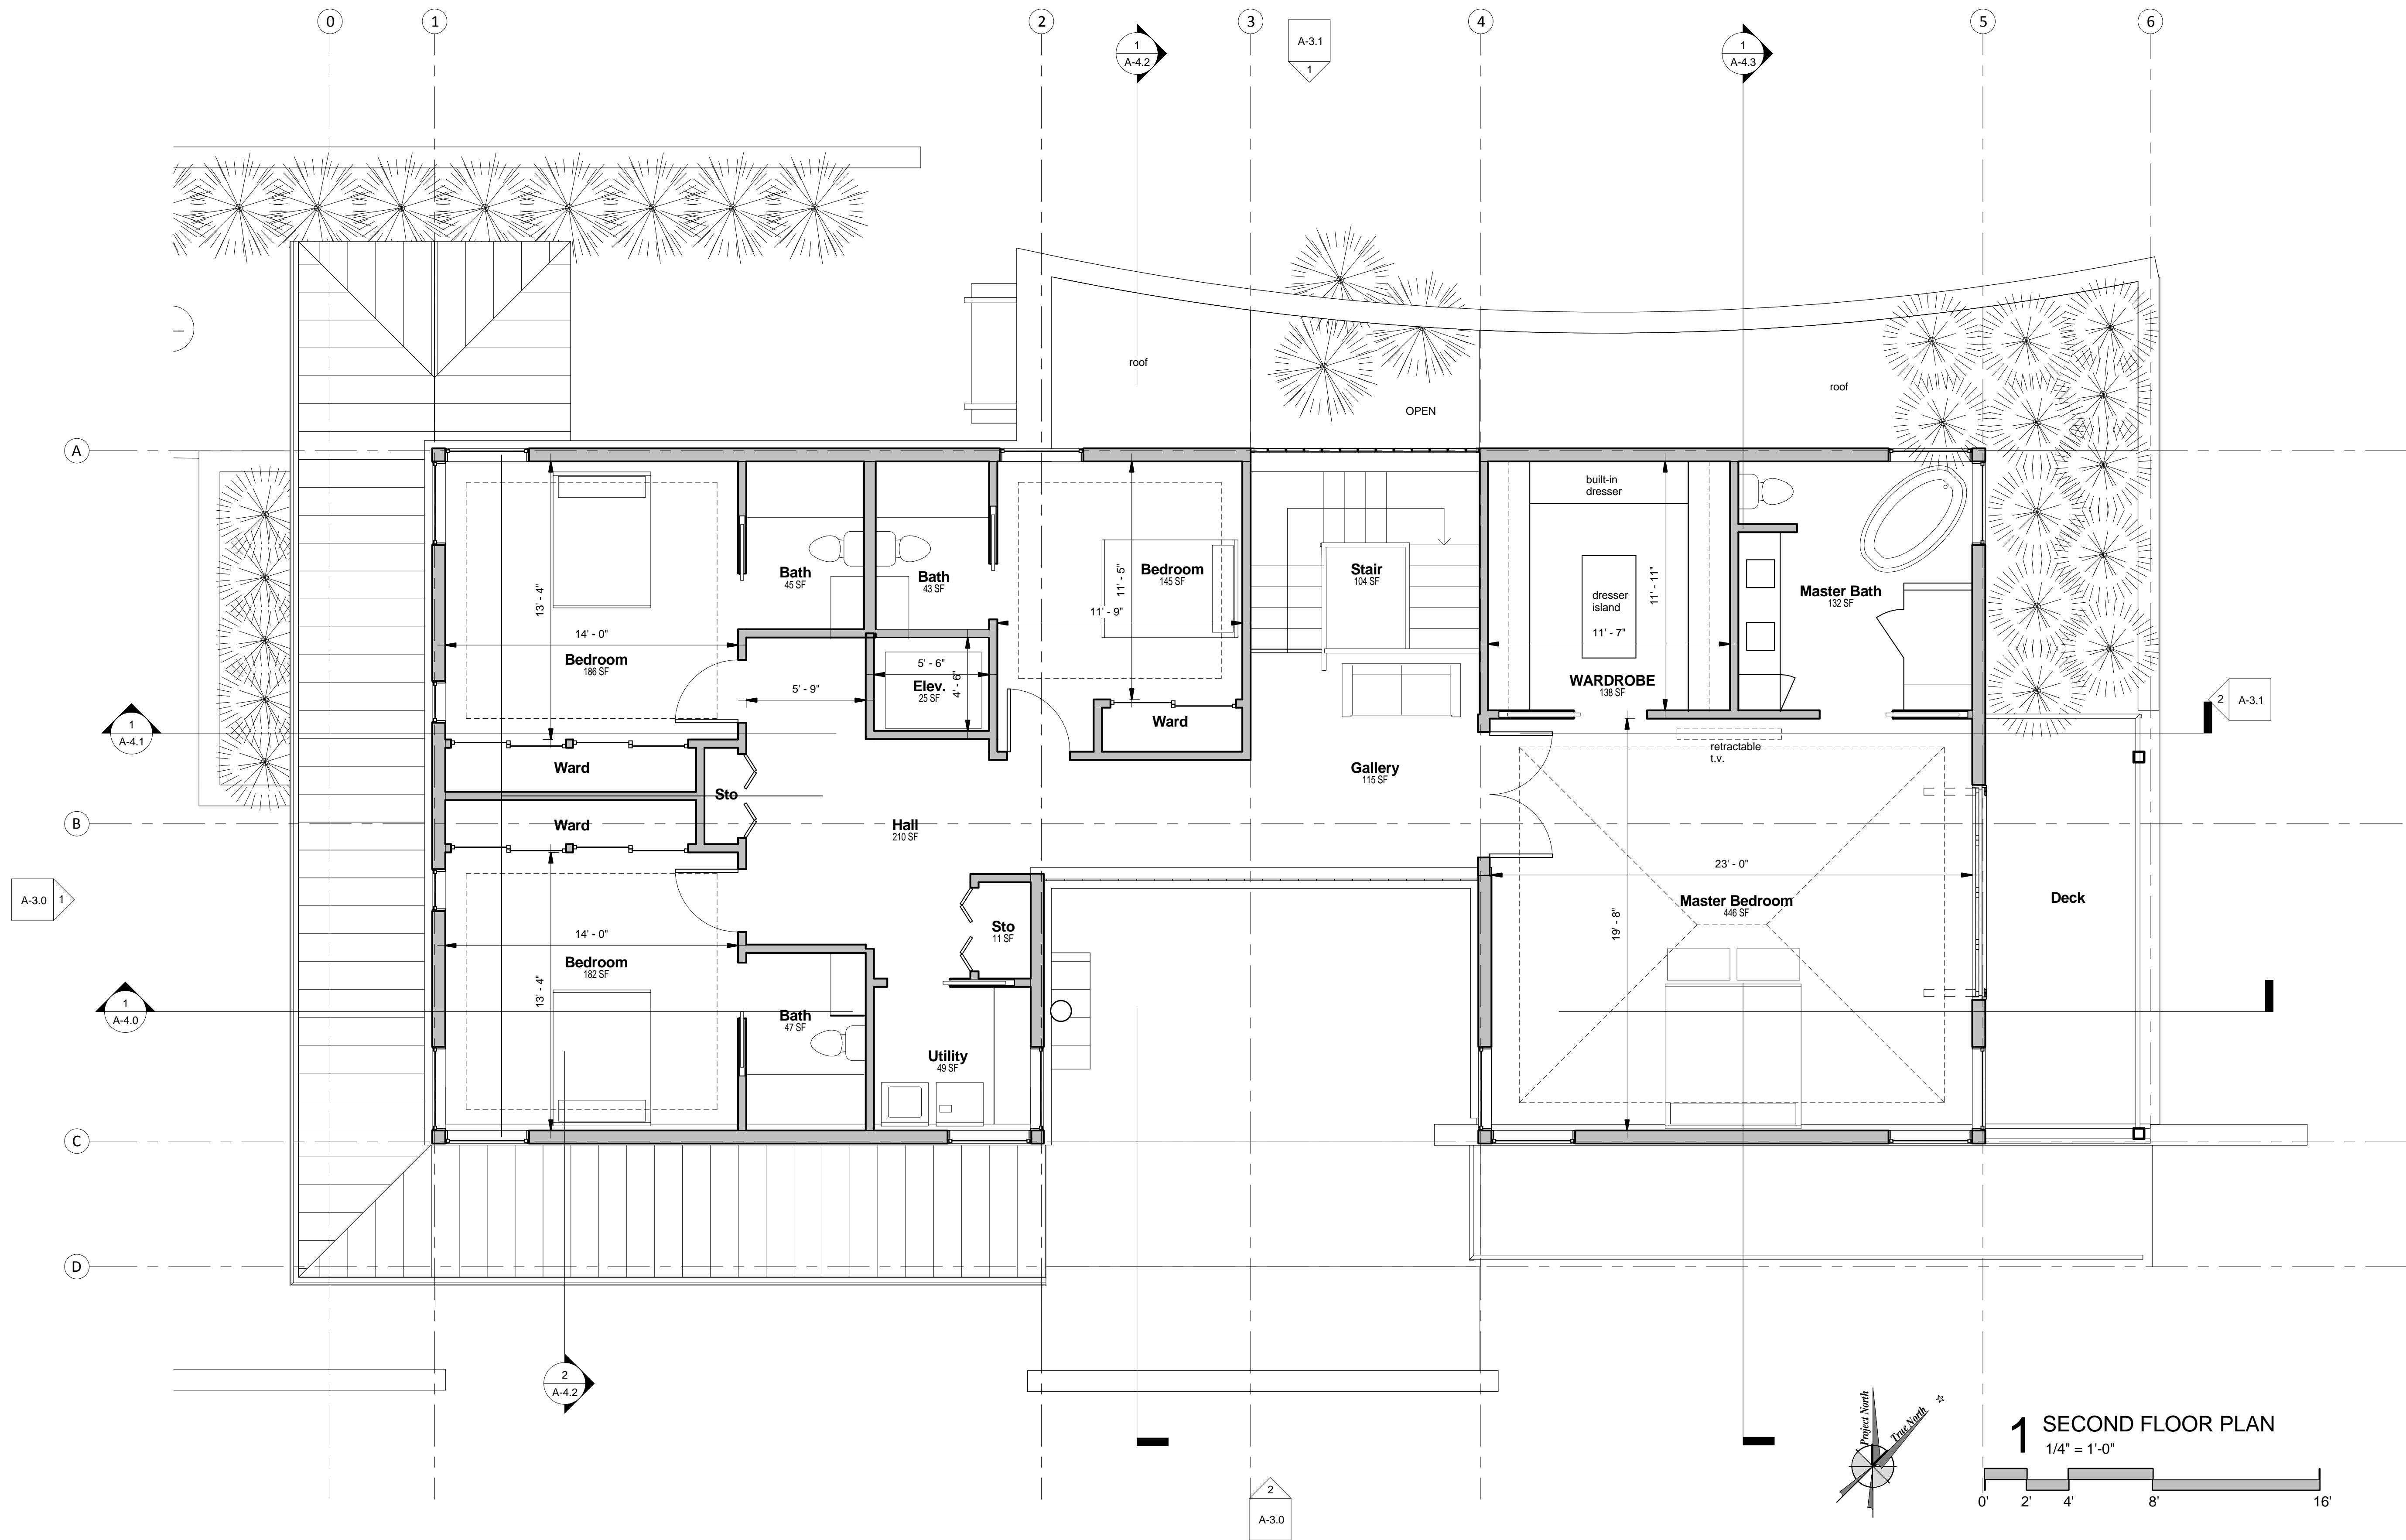 0
1
2
3
4
5
6
1
A-4.2
A-3.1
1
1
A-4.3
roof
roof
OPEN
A
built-in
dresser
Bath
45 SF
Bath
43 SF
Bedroom
145 SF
Stair
104 SF
dresser
island
Master Bath
132 SF
13' - 4"
11' - 5"
11' - 9"
11' - 11"
11' - 7"
14' - 0"
Bedroom
186 SF
5' - 9"
5' - 6"
Elev.
25 SF
4' - 6"
WARDROBE
138 SF
2
A-3.1
1
A-4.1
Ward
retractable
t.v.
Ward
Sto
Gallery
115 SF
B
Ward
Hall
210 SF
23' - 0"
A-3.0
1
Master Bedroom
446 SF
Deck
14' - 0"
Sto
11 SF
19' - 8"
Bedroom
182 SF
13' - 4"
1
A-4.0
Bath
47 SF
Utility
49 SF
C
D
2
A-4.2
2
A-3.0
Project North
True North
1
SECOND FLOOR PLAN
1/4" = 1'-0"
0'
2'
4'
8'
16'